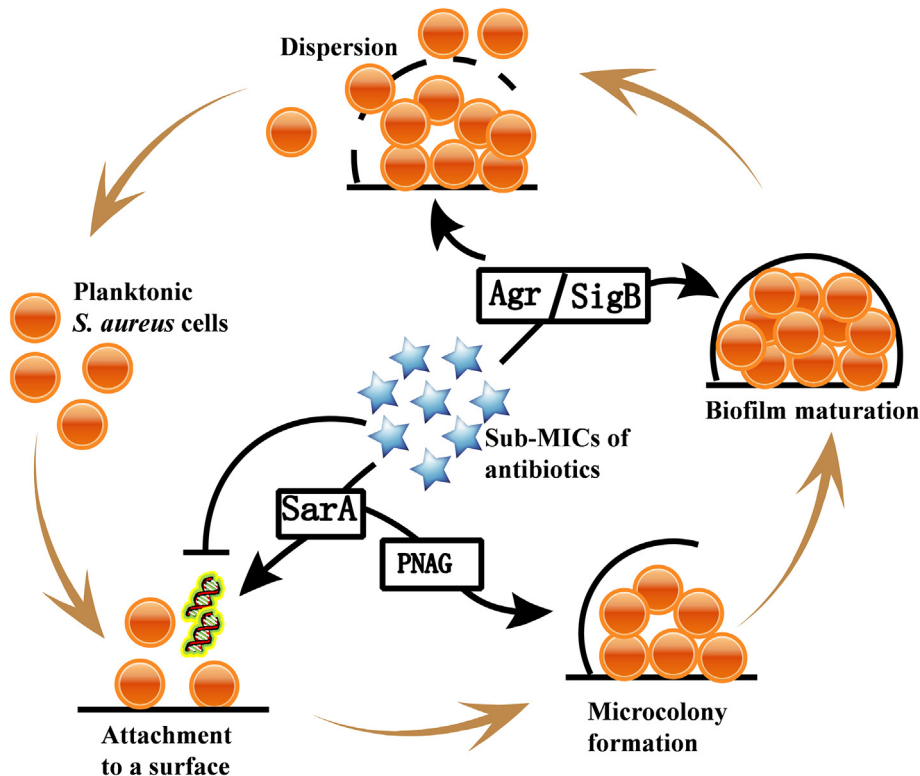 Dispersion
Planktonic
S. aureus cells
Agr / SigB
Biofilm maturation
Sub-MICs of
antibiotics
SarA
PNAG
Attachment
to a surface
Microcolony
formation